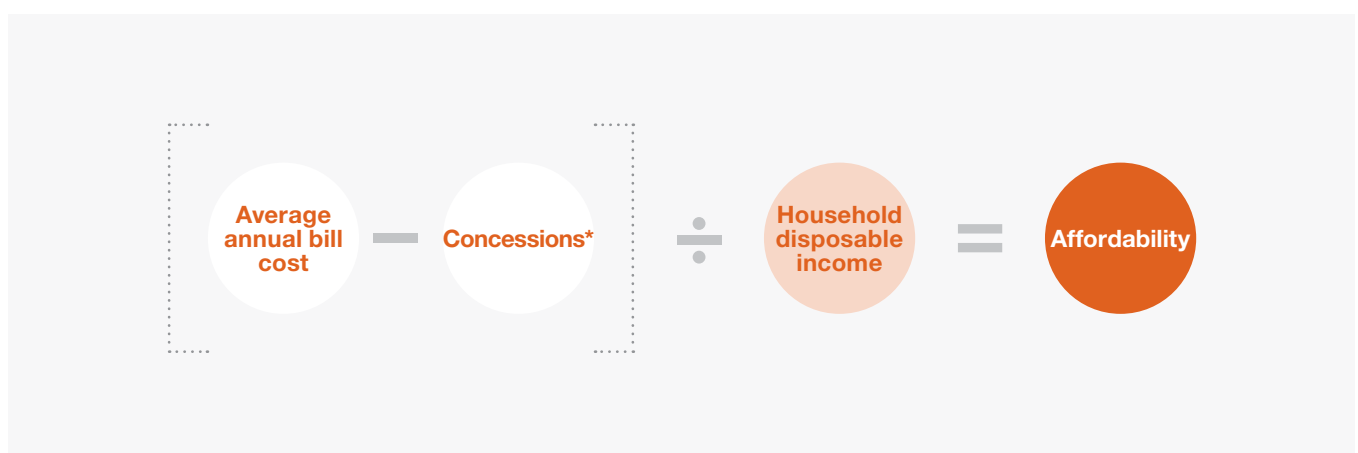 Average
annual bill
cost
Concessions*
÷
Household
disposable
income
=
Affordability